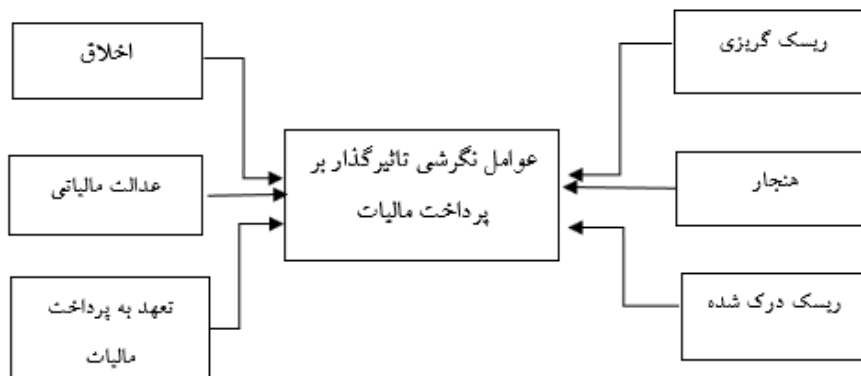 ریسک گریزی
اخلاق
عوامل نگرشی تاثیرگذار بر
پرداخت مالیات
هنجار
عدالت مالیاتی
ریسک درک شده
تعهد به پرداخت
مالیات